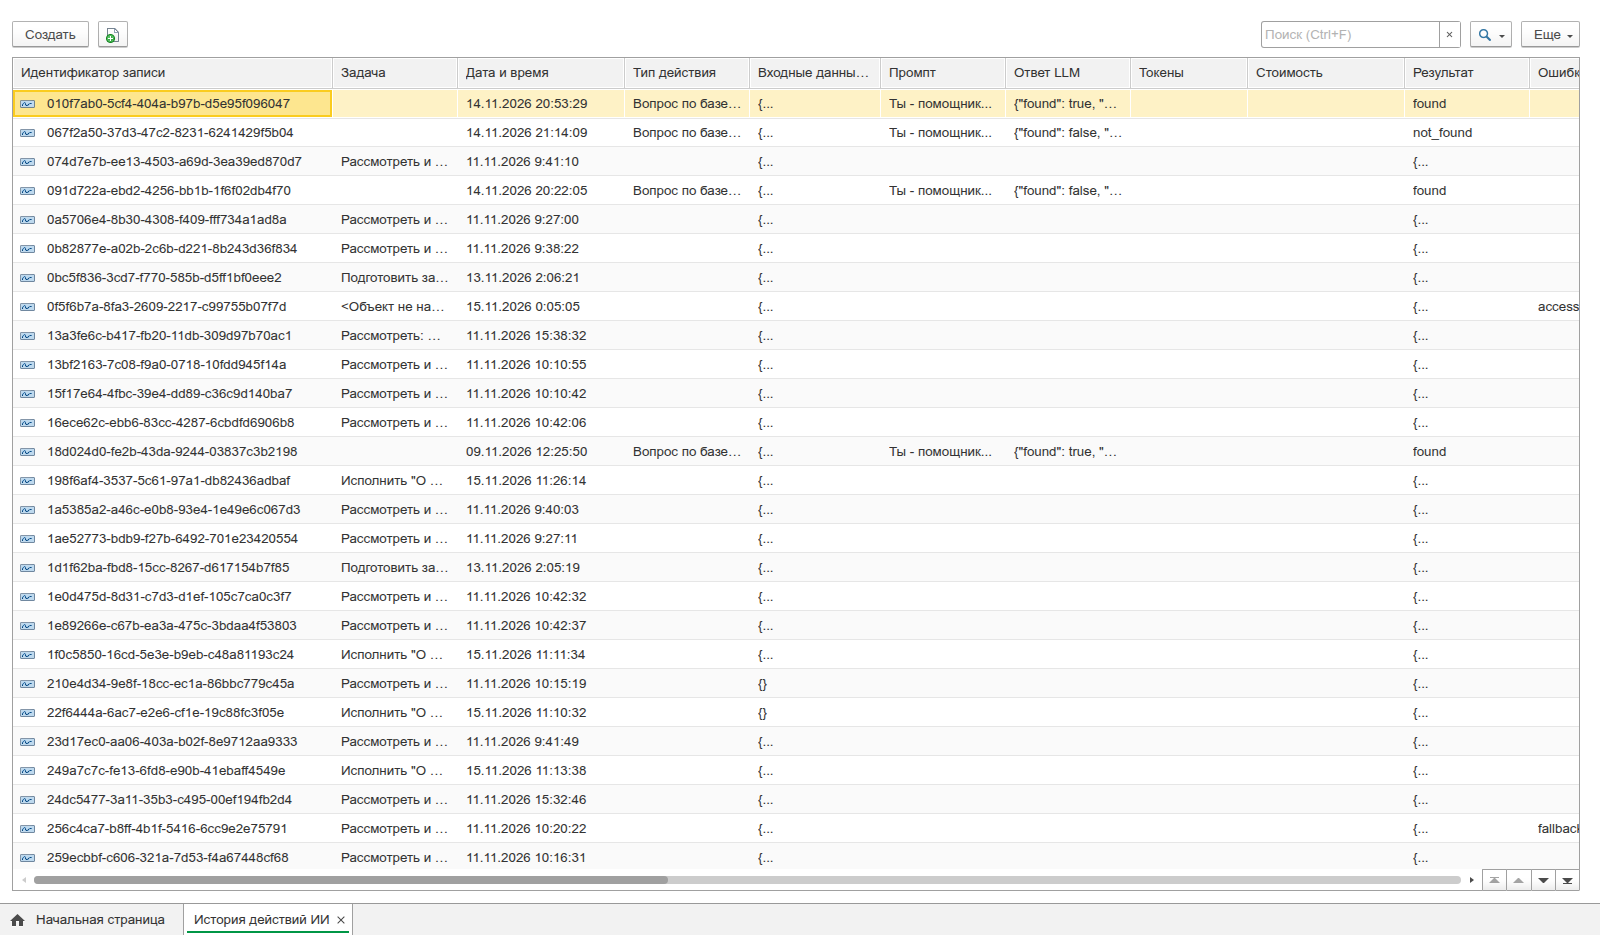 Создать
Поиск (Ctrl+F)
×
Еще
Идентификатор записи Задача Дата и время Тип действия Входные данны… Промпт Ответ LLM Токены Стоимость Результат Ошибк
010f7ab0-5cf4-404a-b97b-d5e95f096047 14.11.2026 20:53:29 Вопрос по базе… {... Ты - помощник... {"found": true, "… found
067f2a50-37d3-47c2-8231-6241429f5b04 14.11.2026 21:14:09 Вопрос по базе… {... Ты - помощник... {"found": false, "… not_found
074d7e7b-ee13-4503-a69d-3ea39ed870d7 Рассмотреть и … 11.11.2026 9:41:10 {... {...
091d722a-ebd2-4256-bb1b-1f6f02db4f70 14.11.2026 20:22:05 Вопрос по базе… {... Ты - помощник... {"found": false, "… found
0a5706e4-8b30-4308-f409-fff734a1ad8a Рассмотреть и … 11.11.2026 9:27:00 {... {...
0b82877e-a02b-2c6b-d221-8b243d36f834 Рассмотреть и … 11.11.2026 9:38:22 {... {...
0bc5f836-3cd7-f770-585b-d5ff1bf0eee2 Подготовить за… 13.11.2026 2:06:21 {... {...
0f5f6b7a-8fa3-2609-2217-c99755b07f7d <Объект не на… 15.11.2026 0:05:05 {... {... access
13a3fe6c-b417-fb20-11db-309d97b70ac1 Рассмотреть: … 11.11.2026 15:38:32 {... {...
13bf2163-7c08-f9a0-0718-10fdd945f14a Рассмотреть и … 11.11.2026 10:10:55 {... {...
15f17e64-4fbc-39e4-dd89-c36c9d140ba7 Рассмотреть и … 11.11.2026 10:10:42 {... {...
16ece62c-ebb6-83cc-4287-6cbdfd6906b8 Рассмотреть и … 11.11.2026 10:42:06 {... {...
18d024d0-fe2b-43da-9244-03837c3b2198 09.11.2026 12:25:50 Вопрос по базе… {... Ты - помощник... {"found": true, "… found
198f6af4-3537-5c61-97a1-db82436adbaf Исполнить "О … 15.11.2026 11:26:14 {... {...
1a5385a2-a46c-e0b8-93e4-1e49e6c067d3 Рассмотреть и … 11.11.2026 9:40:03 {... {...
1ae52773-bdb9-f27b-6492-701e23420554 Рассмотреть и … 11.11.2026 9:27:11 {... {...
1d1f62ba-fbd8-15cc-8267-d617154b7f85 Подготовить за… 13.11.2026 2:05:19 {... {...
1e0d475d-8d31-c7d3-d1ef-105c7ca0c3f7 Рассмотреть и … 11.11.2026 10:42:32 {... {...
1e89266e-c67b-ea3a-475c-3bdaa4f53803 Рассмотреть и … 11.11.2026 10:42:37 {... {...
1f0c5850-16cd-5e3e-b9eb-c48a81193c24 Исполнить "О … 15.11.2026 11:11:34 {... {...
210e4d34-9e8f-18cc-ec1a-86bbc779c45a Рассмотреть и … 11.11.2026 10:15:19 {} {...
22f6444a-6ac7-e2e6-cf1e-19c88fc3f05e Исполнить "О … 15.11.2026 11:10:32 {} {...
23d17ec0-aa06-403a-b02f-8e9712aa9333 Рассмотреть и … 11.11.2026 9:41:49 {... {...
249a7c7c-fe13-6fd8-e90b-41ebaff4549e Исполнить "О … 15.11.2026 11:13:38 {... {...
24dc5477-3a11-35b3-c495-00ef194fb2d4 Рассмотреть и … 11.11.2026 15:32:46 {... {...
256c4ca7-b8ff-4b1f-5416-6cc9e2e75791 Рассмотреть и … 11.11.2026 10:20:22 {... {... fallback
259ecbbf-c606-321a-7d53-f4a67448cf68 Рассмотреть и … 11.11.2026 10:16:31 {... {...
Начальная страница История действий ИИ ×